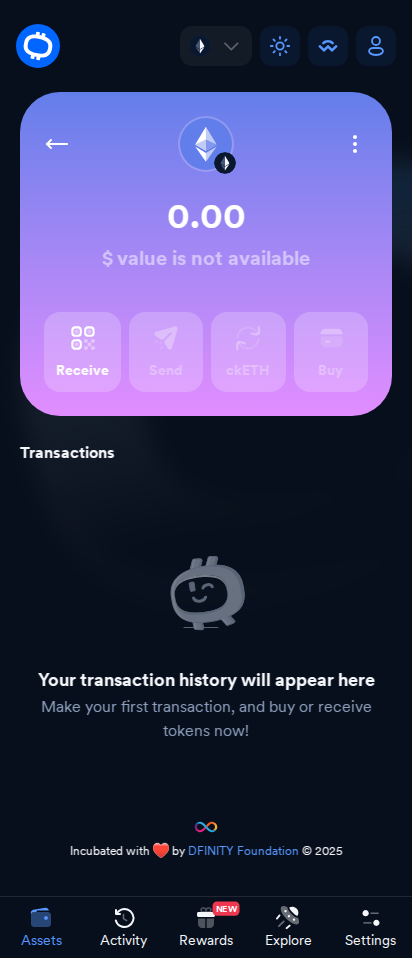 0.00
$ value is not available
Receive
Send
ckETH
Buy
Transactions
Your transaction history will appear here
Make your first transaction, and buy or receive
tokens now!
Incubated with ❤️ by DFINITY Foundation © 2025
NEW
Assets
Activity
Rewards
Explore
Settings